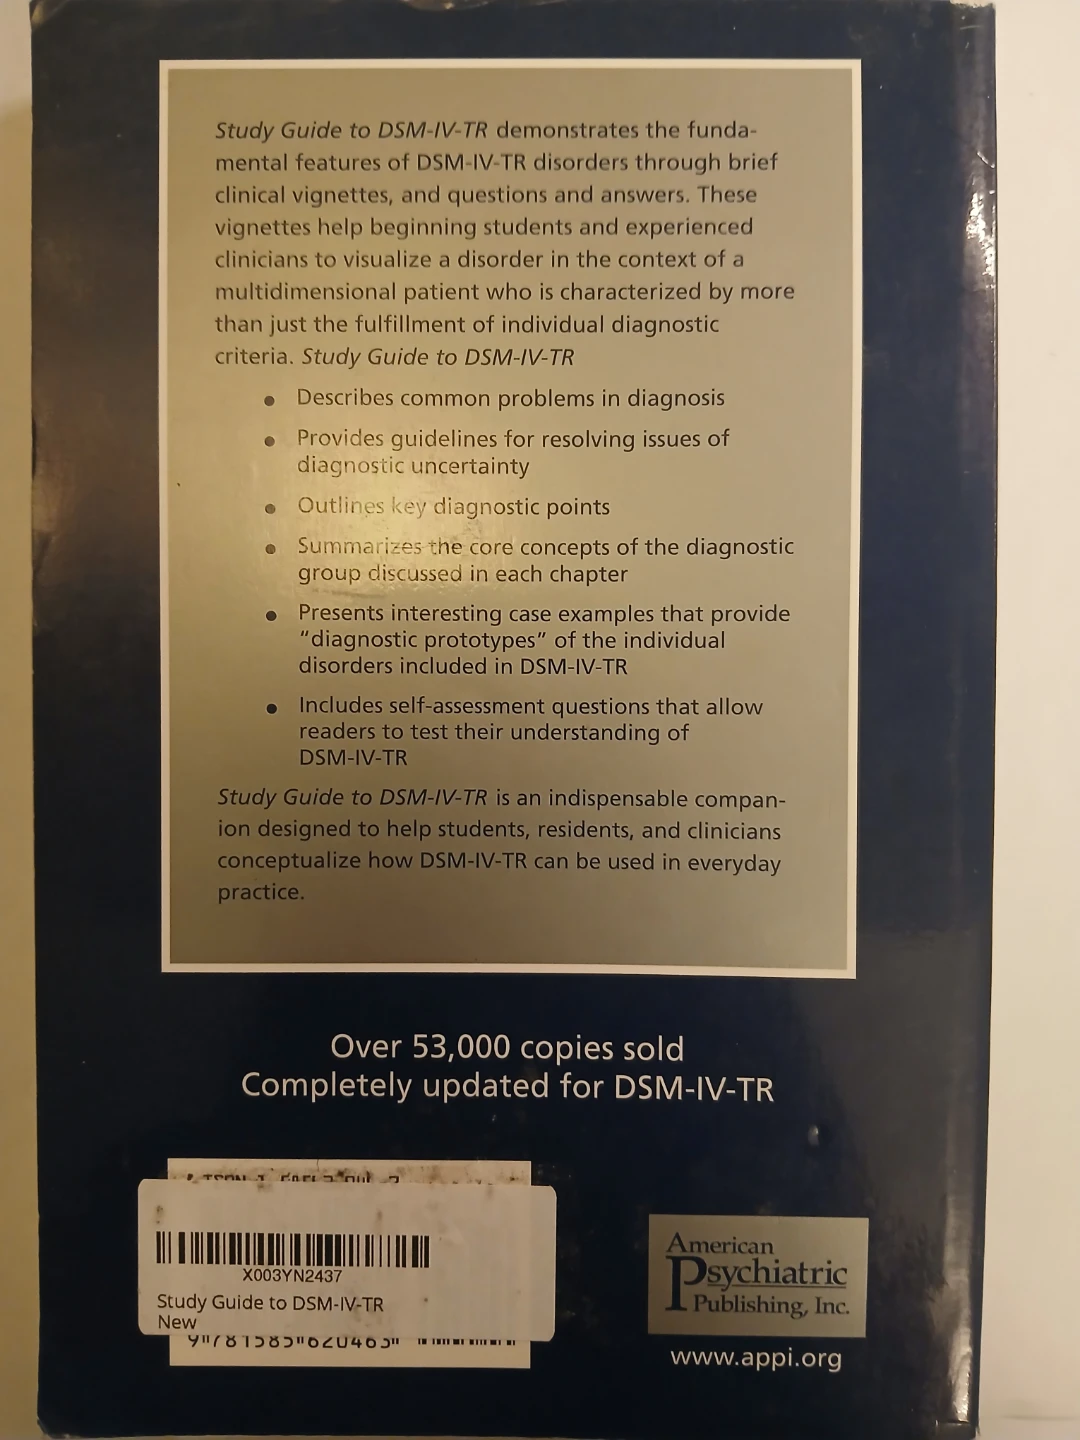 Study Guide to DSM-IV-TR demonstrates the funda-
mental features of DSM-IV-TR disorders through brief
clinical vignettes, and questions and answers. These
vignettes help beginning students and experienced
clinicians to visualize a disorder in the context of a
multidimensional patient who is characterized by more
than just the fulfillment of individual diagnostic
criteria. Study Guide to DSM-IV-TR
• Describes common problems in diagnosis
• Provides guidelines for resolving issues of
diagnostic uncertainty
• Outlines key diagnostic points
• Summarizes the core concepts of the diagnostic
group discussed in each chapter
• Presents interesting case examples that provide
“diagnostic prototypes” of the individual
disorders included in DSM-IV-TR
• Includes self-assessment questions that allow
readers to test their understanding of
DSM-IV-TR
Study Guide to DSM-IV-TR is an indispensable compan-
ion designed to help students, residents, and clinicians
conceptualize how DSM-IV-TR can be used in everyday
practice.
Over 53,000 copies sold
Completely updated for DSM-IV-TR
X003YN2437
Study Guide to DSM-IV-TR
New
9 781585 620463
American
Psychiatric
Publishing, Inc.
www.appi.org